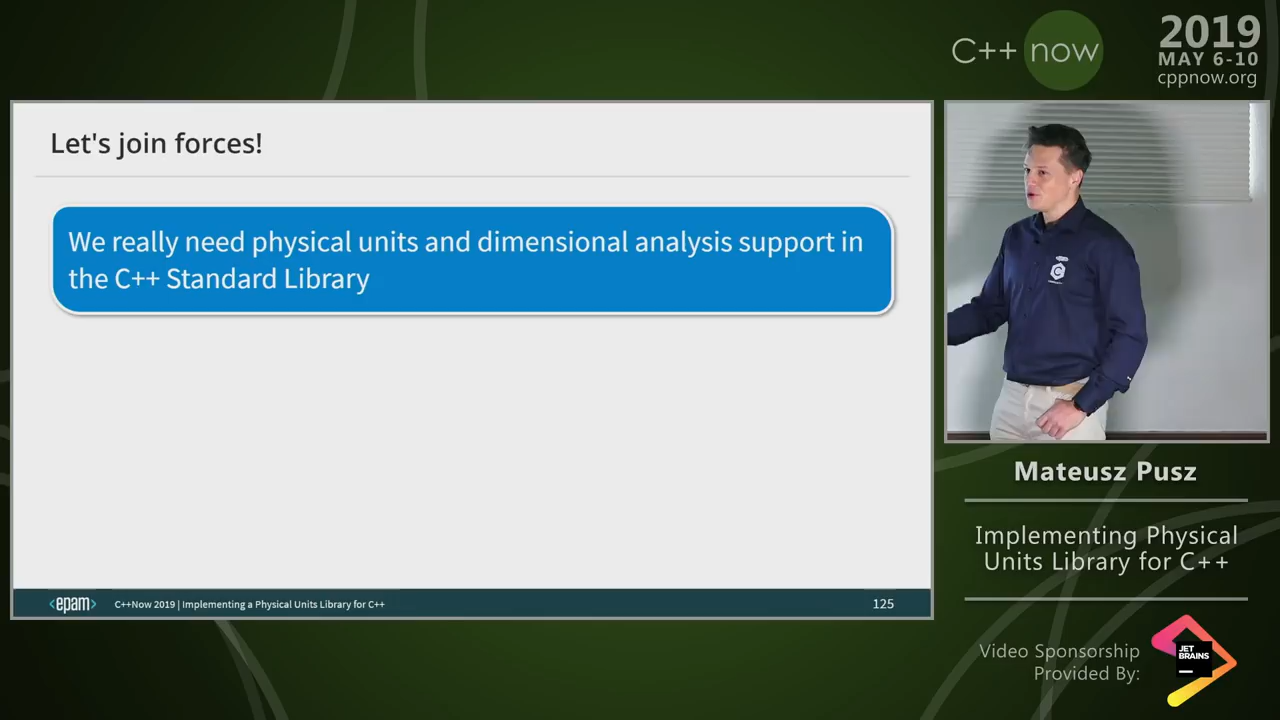 C++ now
2019
MAY 6-10
cppnow.org
Let's join forces!
We really need physical units and dimensional analysis support in
the C++ Standard Library
<epam>
C++Now 2019 | Implementing a Physical Units Library for C++
125
Mateusz Pusz
Implementing Physical
Units Library for C++
Video Sponsorship
Provided By:
JET
BRAINS